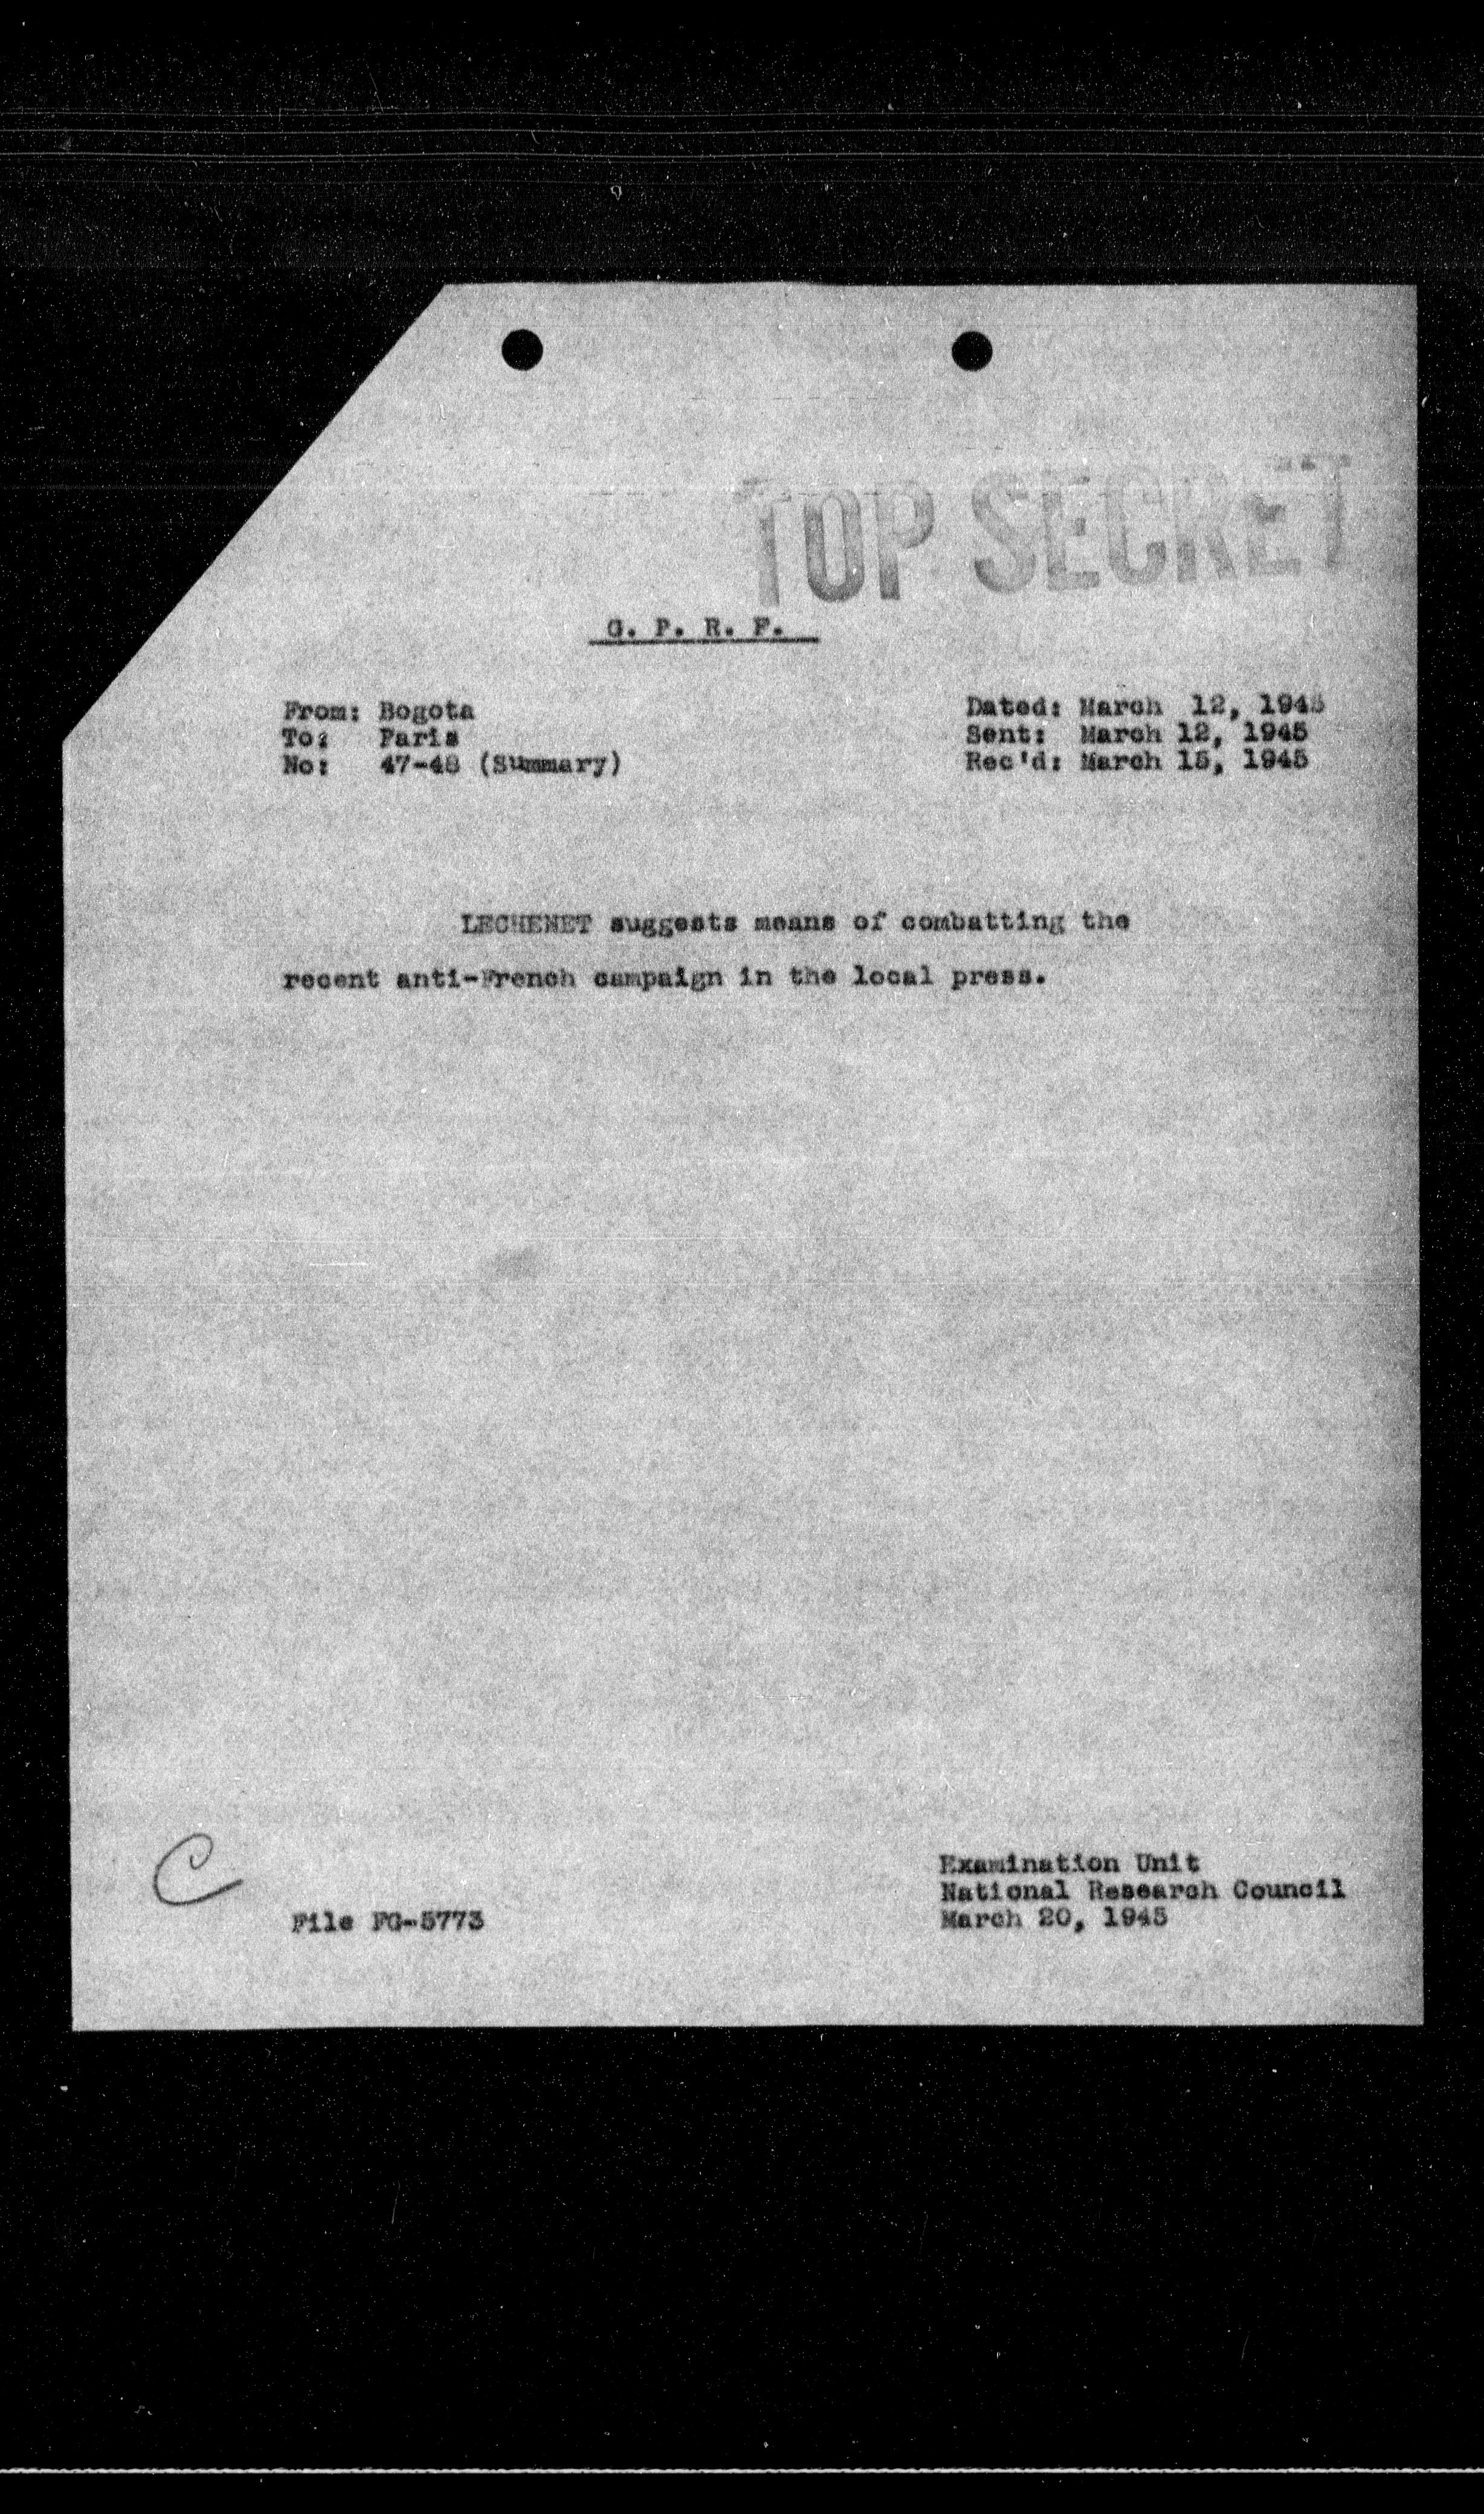 TOP SECRET
G. P. R. F.
From: Bogota
To: Paris
No: 47-48 (Summary)
Dated: March 12, 1945
Sent: March 12, 1945
Rec'd: March 15, 1945
LECHENET suggests means of combatting the
recent anti-French campaign in the local press.
C
File FG-5773
Examination Unit
National Research Council
March 20, 1945